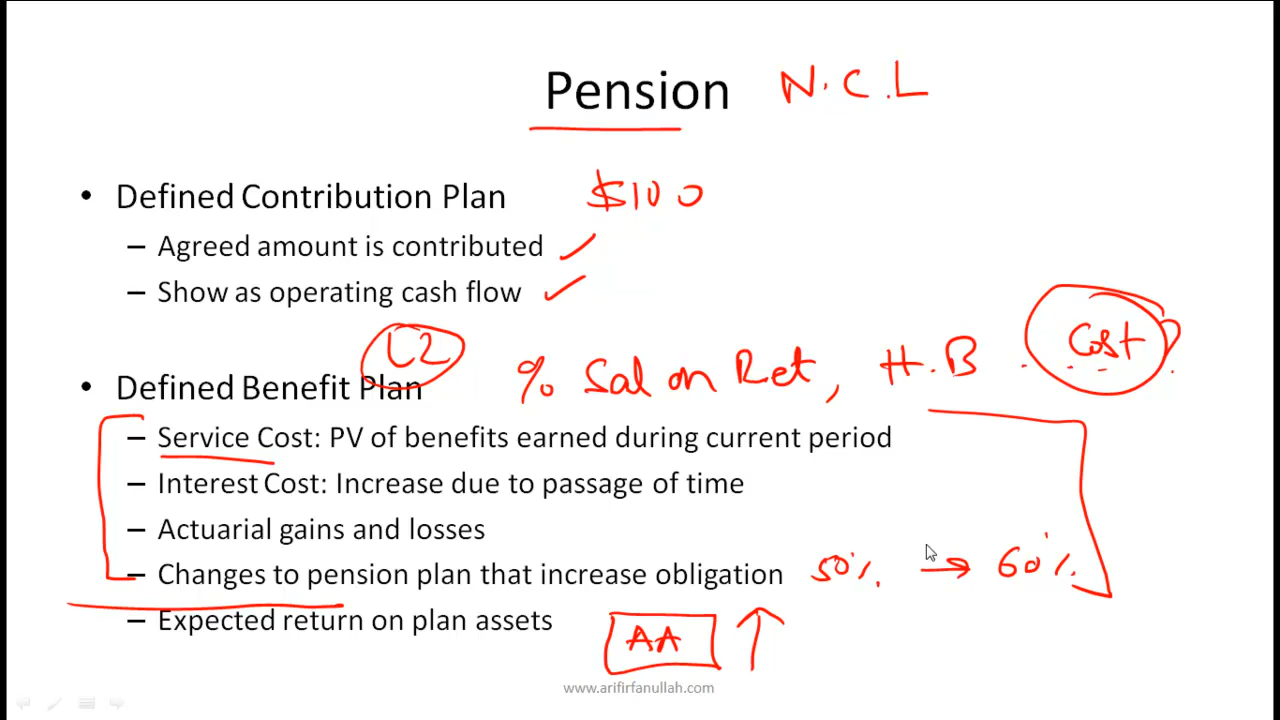 Pension N.C.L
• Defined Contribution Plan $100
– Agreed amount is contributed
– Show as operating cash flow
L2
• Defined Benefit Plan % Sal on Ret, H.B .... Cost?
– Service Cost: PV of benefits earned during current period
– Interest Cost: Increase due to passage of time
– Actuarial gains and losses
– Changes to pension plan that increase obligation 50% → 60%
– Expected return on plan assets AA ↑
www.arifirfanullah.com